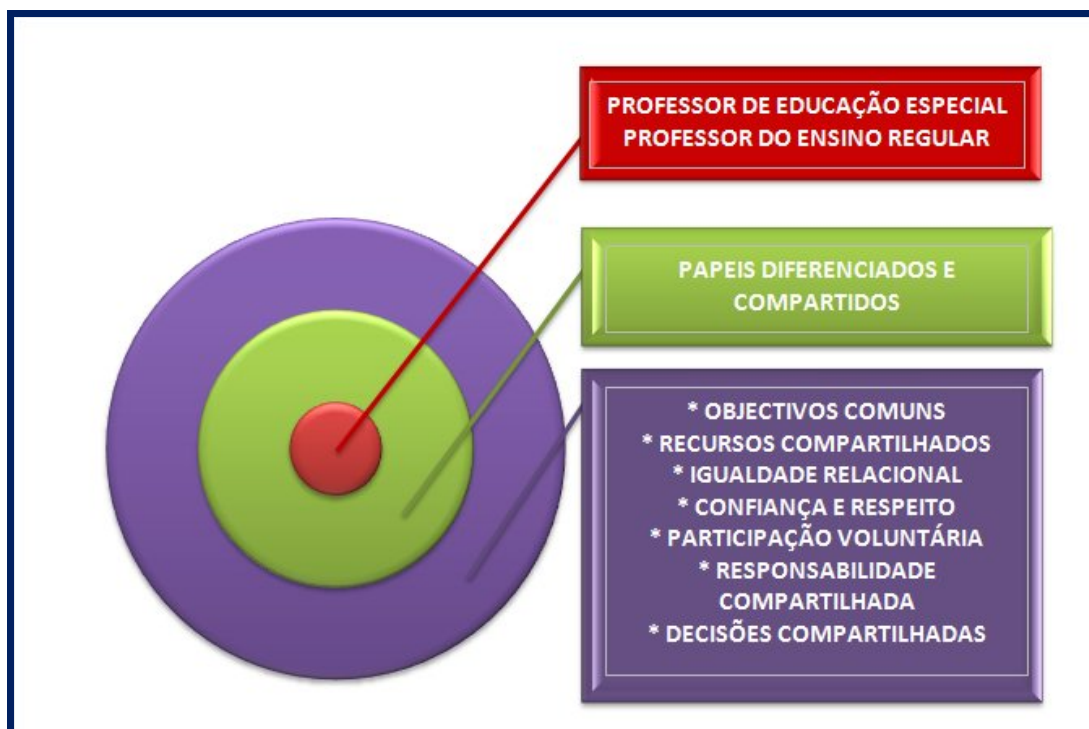 PROFESSOR DE EDUCAÇÃO ESPECIAL
PROFESSOR DO ENSINO REGULAR
PAPEIS DIFERENCIADOS E
COMPARTIDOS
* OBJECTIVOS COMUNS
* RECURSOS COMPARTILHADOS
* IGUALDADE RELACIONAL
* CONFIANÇA E RESPEITO
* PARTICIPAÇÃO VOLUNTÁRIA
* RESPONSABILIDADE
COMPARTILHADA
* DECISÕES COMPARTILHADAS